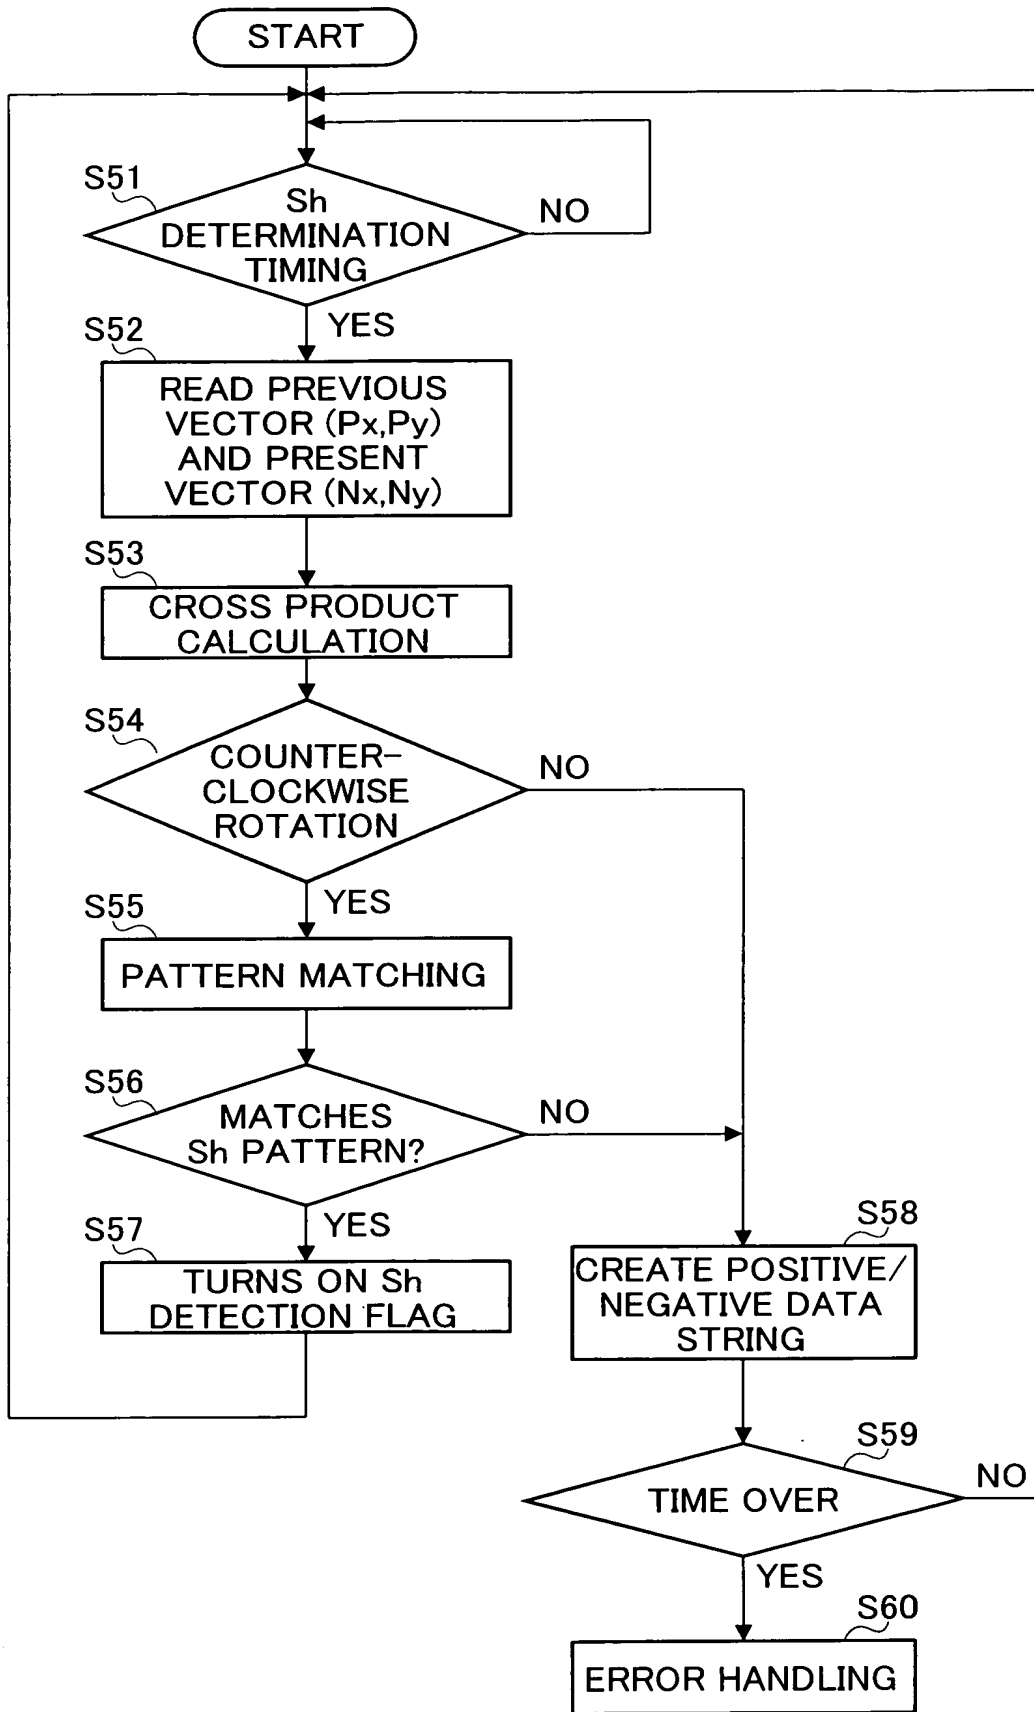 START
S51
Sh
DETERMINATION
TIMING
NO
YES
S52
READ PREVIOUS
VECTOR (Px,Py)
AND PRESENT
VECTOR (Nx,Ny)
S53
CROSS PRODUCT
CALCULATION
S54
COUNTER-
CLOCKWISE
ROTATION
NO
YES
S55
PATTERN MATCHING
S56
MATCHES
Sh PATTERN?
NO
YES
S57
TURNS ON Sh
DETECTION FLAG
S58
CREATE POSITIVE/
NEGATIVE DATA
STRING
S59
TIME OVER
NO
YES
S60
ERROR HANDLING